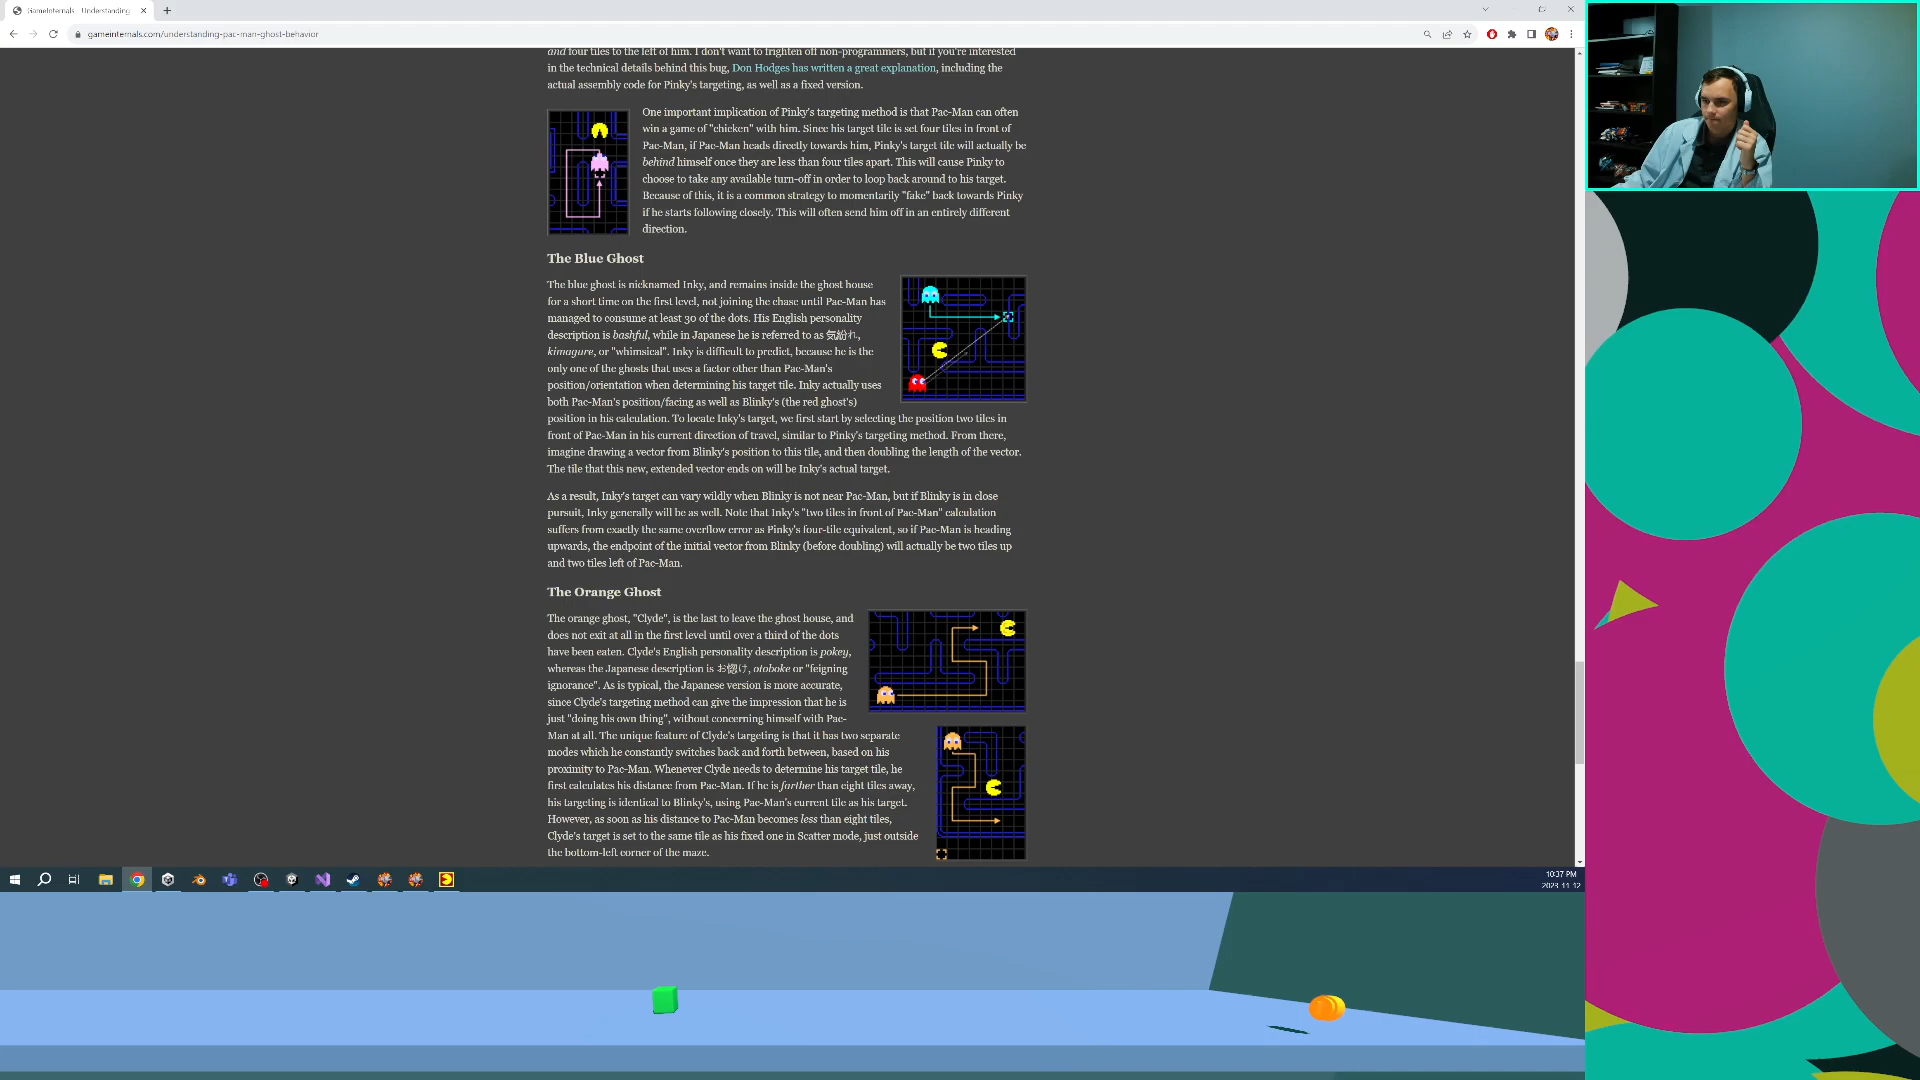 GameInternals - Understanding
gameinternals.com/understanding-pac-man-ghost-behavior
and four tiles to the left of him. I don't want to frighten off non-programmers, but if you're interested
in the technical details behind this bug, Don Hodges has written a great explanation, including the
actual assembly code for Pinky's targeting, as well as a fixed version.
One important implication of Pinky's targeting method is that Pac-Man can often
win a game of "chicken" with him. Since his target tile is set four tiles in front of
Pac-Man, if Pac-Man heads directly towards him, Pinky's target tile will actually be
behind himself once they are less than four tiles apart. This will cause Pinky to
choose to take any available turn-off in order to loop back around to his target.
Because of this, it is a common strategy to momentarily "fake" back towards Pinky
if he starts following closely. This will often send him off in an entirely different
direction.
The Blue Ghost
The blue ghost is nicknamed Inky, and remains inside the ghost house
for a short time on the first level, not joining the chase until Pac-Man has
managed to consume at least 30 of the dots. His English personality
description is bashful, while in Japanese he is referred to as 気紛れ,
kimagure, or "whimsical". Inky is difficult to predict, because he is the
only one of the ghosts that uses a factor other than Pac-Man's
position/orientation when determining his target tile. Inky actually uses
both Pac-Man's position/facing as well as Blinky's (the red ghost's)
position in his calculation. To locate Inky's target, we first start by selecting the position two tiles in
front of Pac-Man in his current direction of travel, similar to Pinky's targeting method. From there,
imagine drawing a vector from Blinky's position to this tile, and then doubling the length of the vector.
The tile that this new, extended vector ends on will be Inky's actual target.
As a result, Inky's target can vary wildly when Blinky is not near Pac-Man, but if Blinky is in close
pursuit, Inky generally will be as well. Note that Inky's "two tiles in front of Pac-Man" calculation
suffers from exactly the same overflow error as Pinky's four-tile equivalent, so if Pac-Man is heading
upwards, the endpoint of the initial vector from Blinky (before doubling) will actually be two tiles up
and two tiles left of Pac-Man.
The Orange Ghost
The orange ghost, "Clyde", is the last to leave the ghost house, and
does not exit at all in the first level until over a third of the dots
have been eaten. Clyde's English personality description is pokey,
whereas the Japanese description is お惚け, otoboke or "feigning
ignorance". As is typical, the Japanese version is more accurate,
since Clyde's targeting method can give the impression that he is
just "doing his own thing", without concerning himself with Pac-
Man at all. The unique feature of Clyde's targeting is that it has two separate
modes which he constantly switches back and forth between, based on his
proximity to Pac-Man. Whenever Clyde needs to determine his target tile, he
first calculates his distance from Pac-Man. If he is farther than eight tiles away,
his targeting is identical to Blinky's, using Pac-Man's current tile as his target.
However, as soon as his distance to Pac-Man becomes less than eight tiles,
Clyde's target is set to the same tile as his fixed one in Scatter mode, just outside
the bottom-left corner of the maze.
10:37 PM
2023-11-12